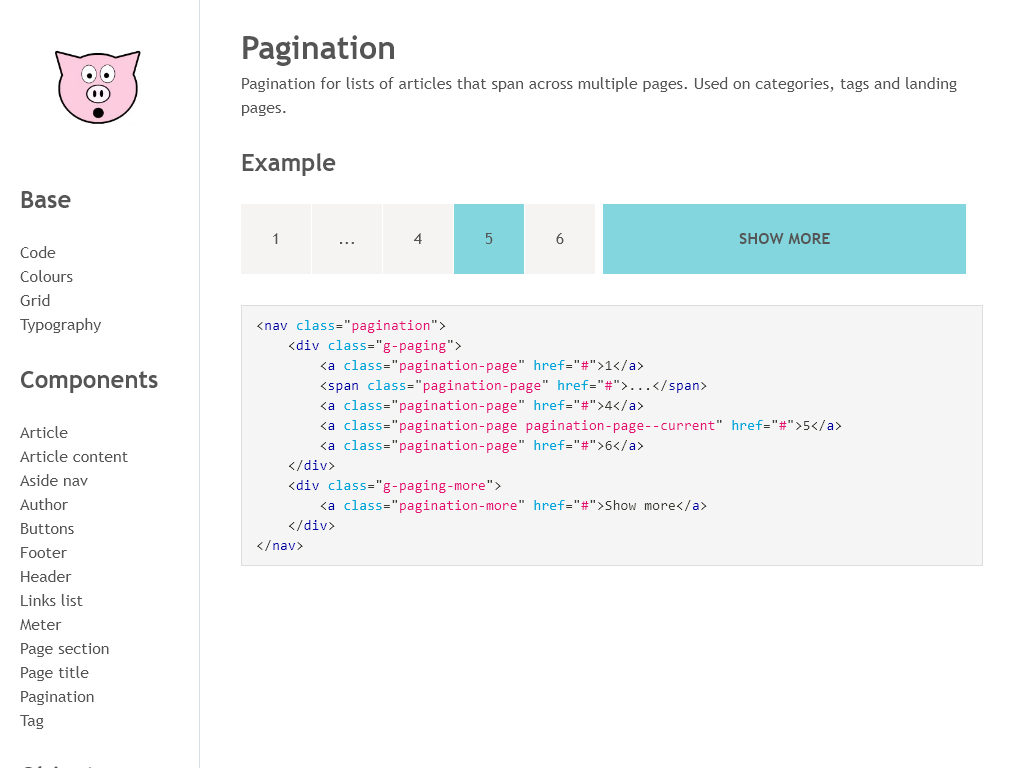 Base
Code
Colours
Grid
Typography
Components
Article
Article content
Aside nav
Author
Buttons
Footer
Header
Links list
Meter
Page section
Page title
Pagination
Tag
Pagination
Pagination for lists of articles that span across multiple pages. Used on categories, tags and landing
pages.
Example
1 ... 4 5 6 SHOW MORE
<nav class="pagination">
    <div class="g-paging">
        <a class="pagination-page" href="#">1</a>
        <span class="pagination-page" href="#">...</span>
        <a class="pagination-page" href="#">4</a>
        <a class="pagination-page pagination-page--current" href="#">5</a>
        <a class="pagination-page" href="#">6</a>
    </div>
    <div class="g-paging-more">
        <a class="pagination-more" href="#">Show more</a>
    </div>
</nav>